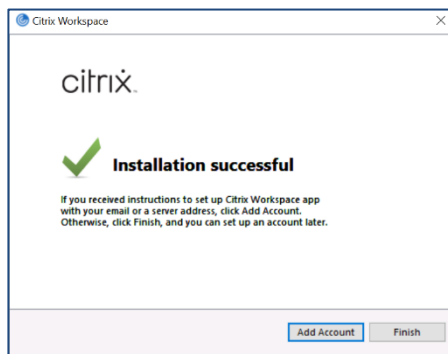 Citrix Workspace
citrix
Installation successful
If you received instructions to set up Citrix Workspace app
with your email or a server address, click Add Account.
Otherwise, click Finish, and you can set up an account later.
Add Account
Finish